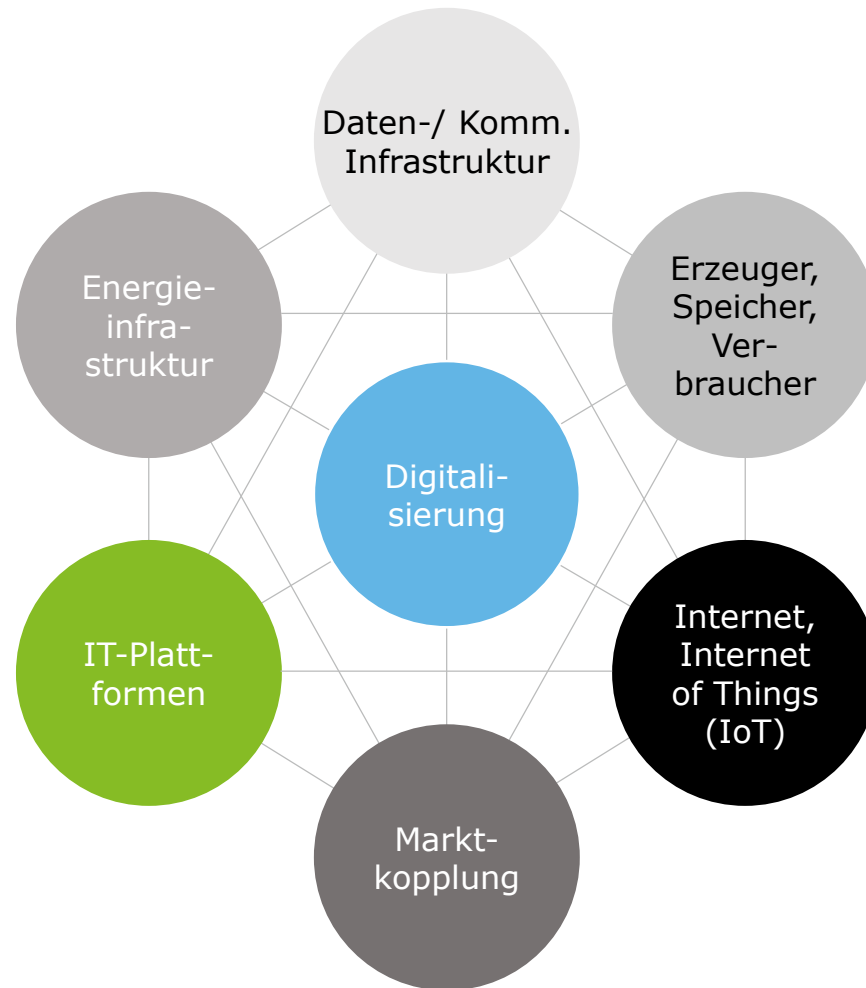 Daten-/ Komm.
Infrastruktur
Energie-
infra-
struktur
Erzeuger,
Speicher,
Ver-
braucher
Digitali-
sierung
IT-Platt-
formen
Internet,
Internet
of Things
(IoT)
Markt-
kopplung